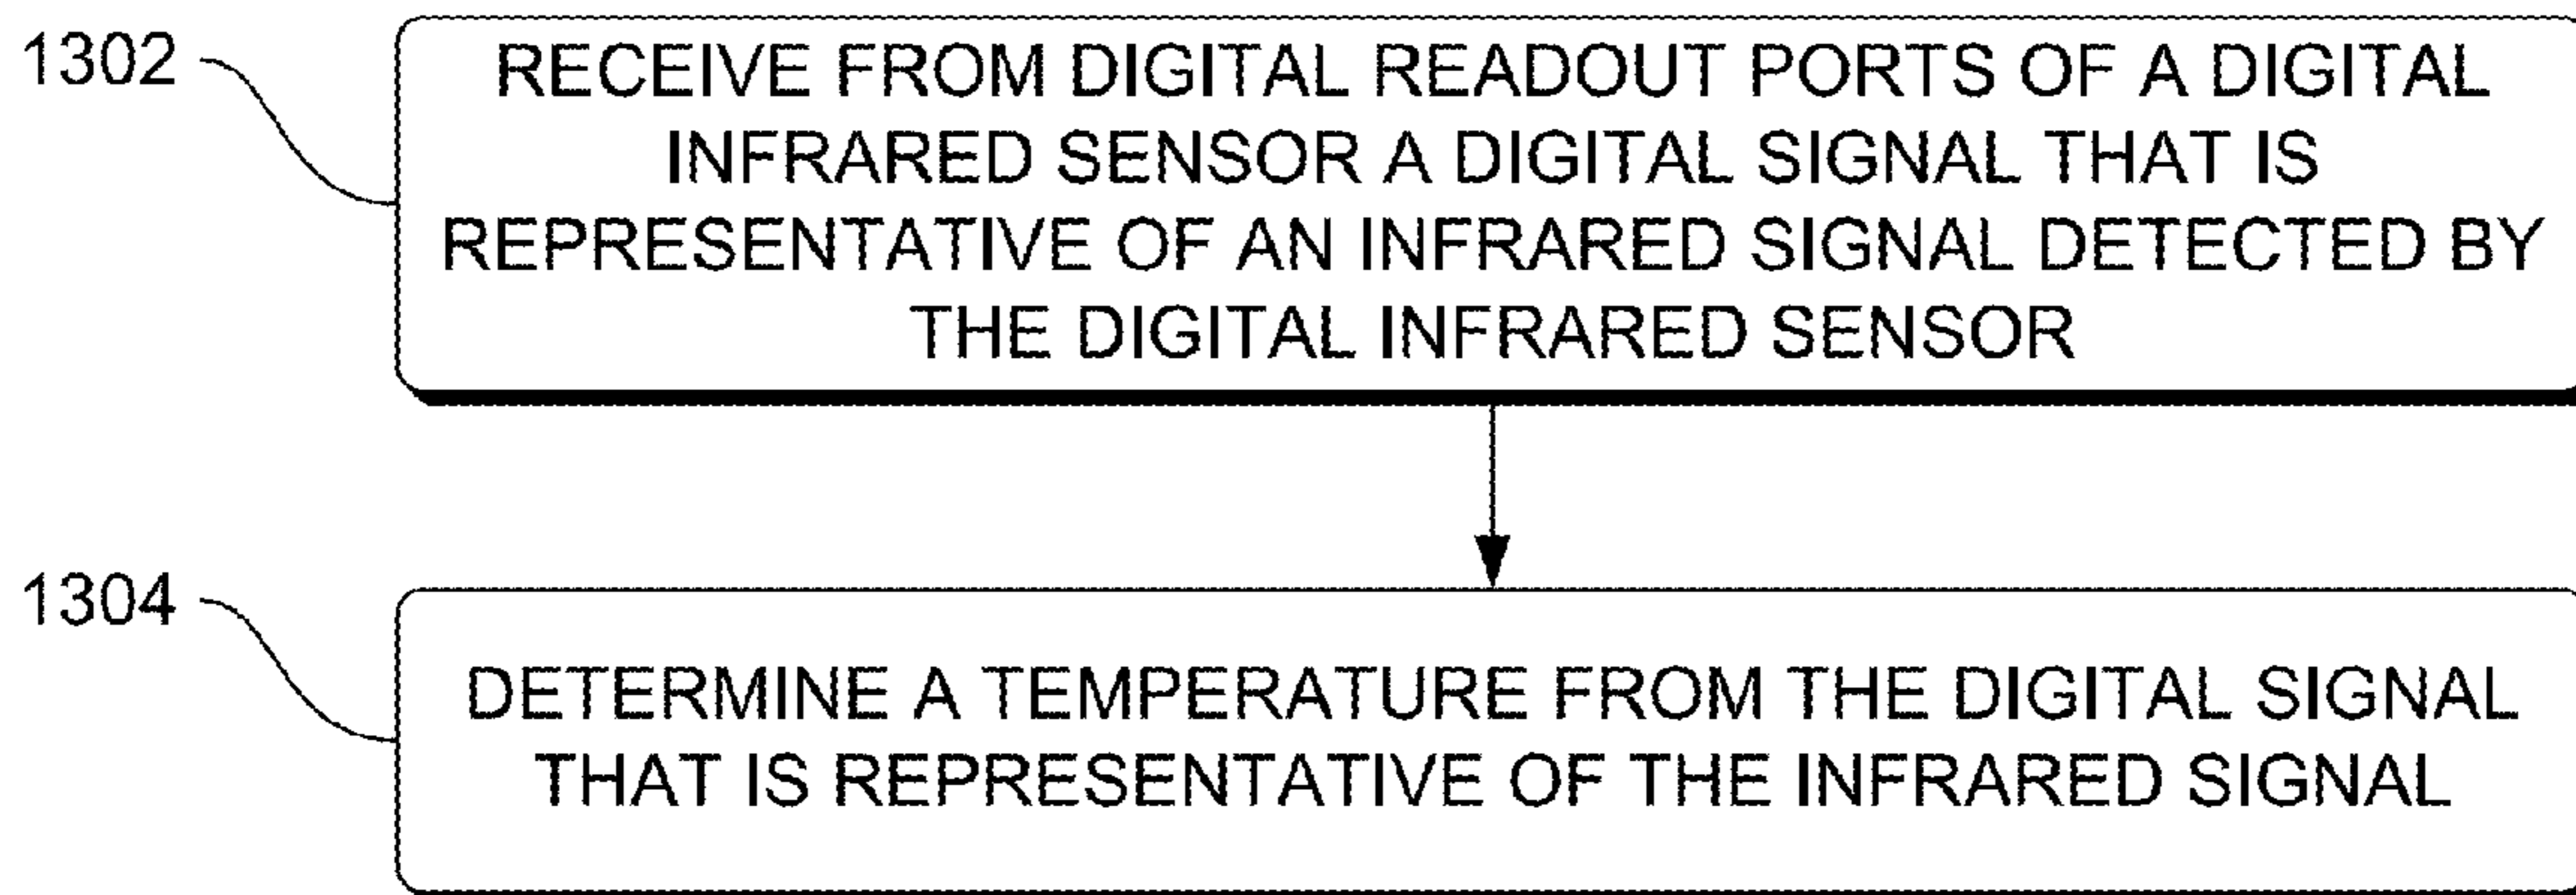 1302
RECEIVE FROM DIGITAL READOUT PORTS OF A DIGITAL
INFRARED SENSOR A DIGITAL SIGNAL THAT IS
REPRESENTATIVE OF AN INFRARED SIGNAL DETECTED BY
THE DIGITAL INFRARED SENSOR
1304
DETERMINE A TEMPERATURE FROM THE DIGITAL SIGNAL
THAT IS REPRESENTATIVE OF THE INFRARED SIGNAL